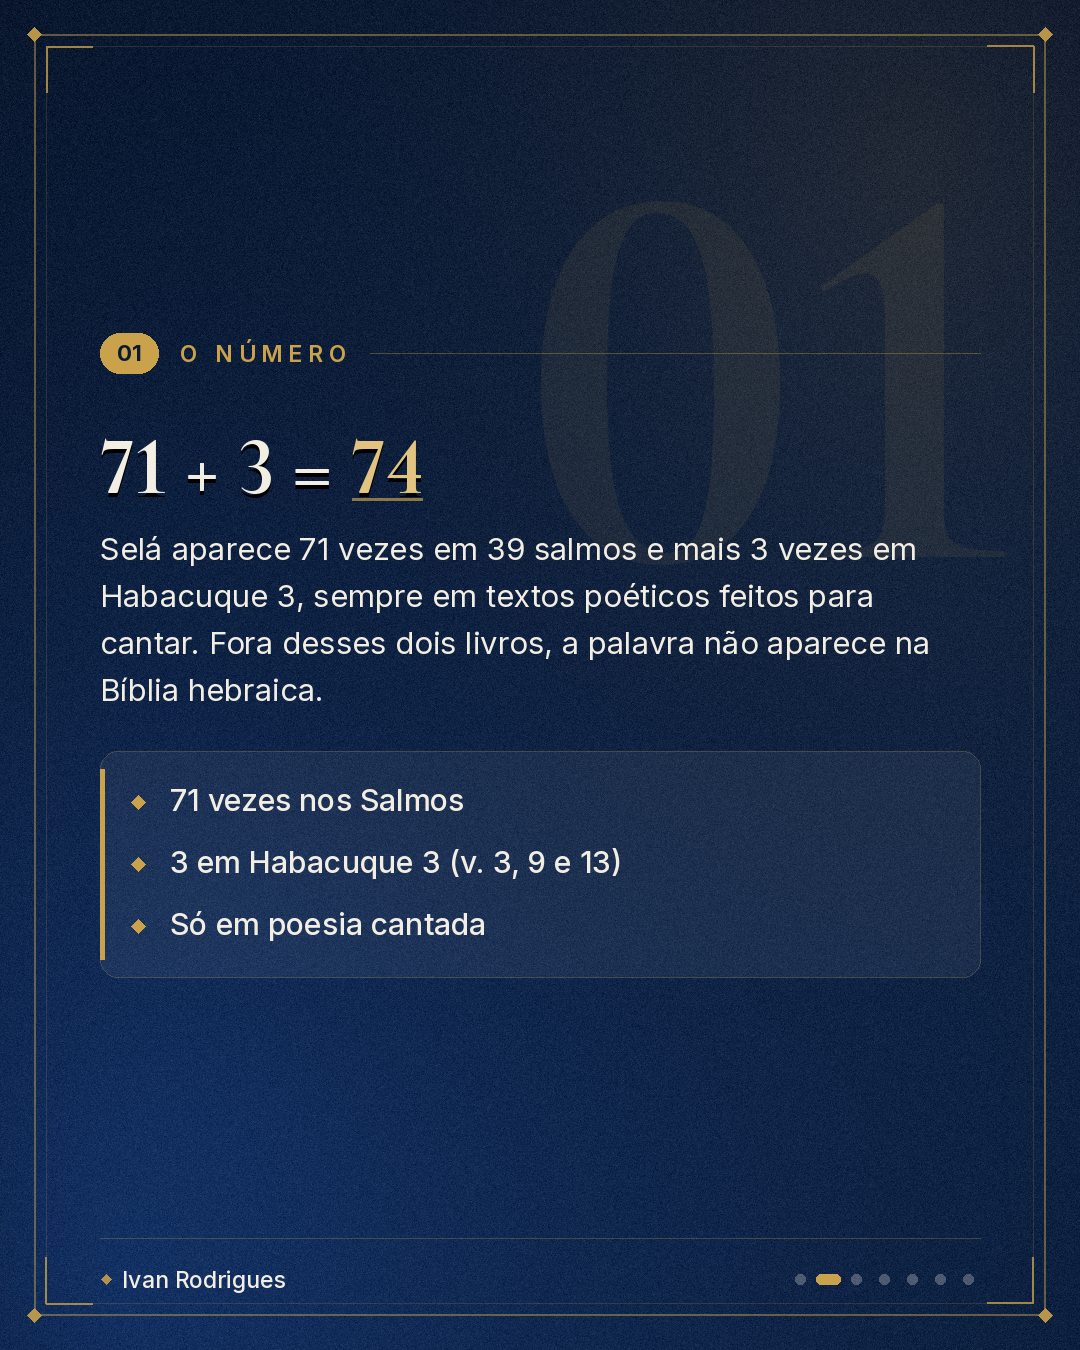 01
01 O NÚMERO
71 + 3 = 74
Selá aparece 71 vezes em 39 salmos e mais 3 vezes em
Habacuque 3, sempre em textos poéticos feitos para
cantar. Fora desses dois livros, a palavra não aparece na
Bíblia hebraica.
71 vezes nos Salmos
3 em Habacuque 3 (v. 3, 9 e 13)
Só em poesia cantada
Ivan Rodrigues